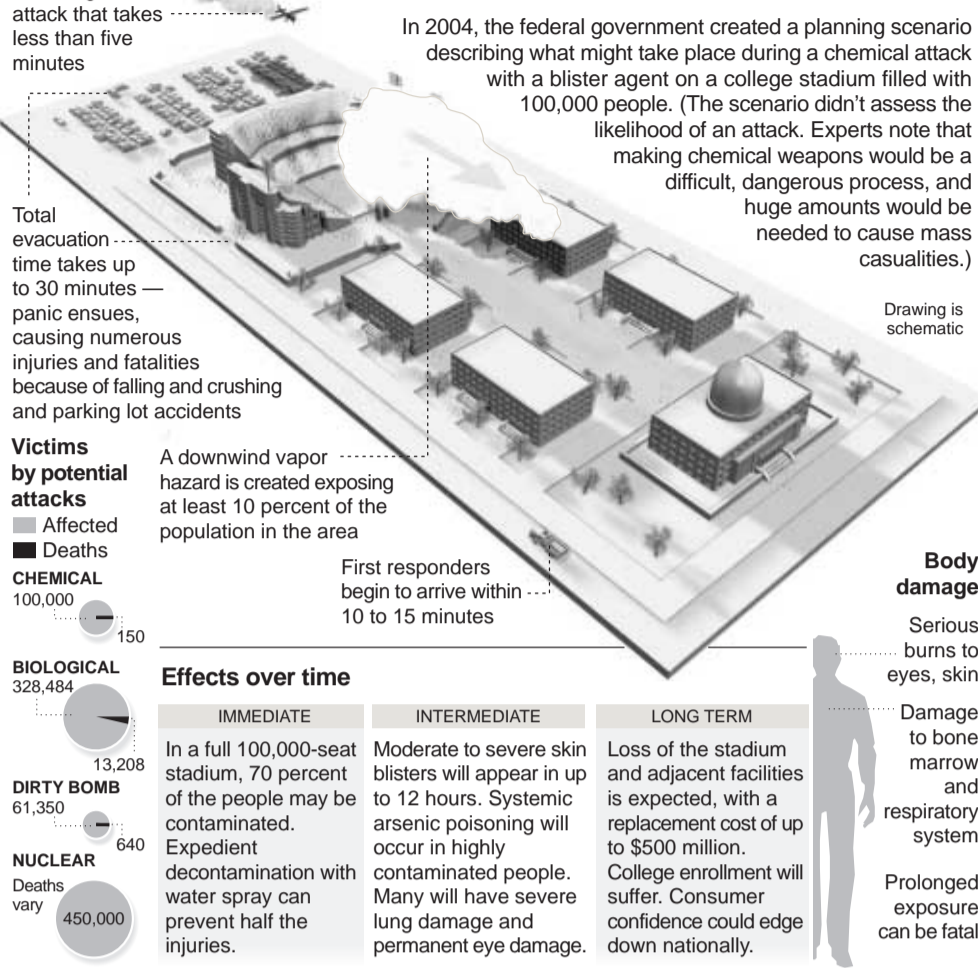 attack that takes
less than five
minutes
In 2004, the federal government created a planning scenario
describing what might take place during a chemical attack
with a blister agent on a college stadium filled with
100,000 people. (The scenario didn't assess the
likelihood of an attack. Experts note that
making chemical weapons would be a
difficult, dangerous process, and
huge amounts would be
needed to cause mass
casualities.)
Drawing is
schematic
Total
evacuation
time takes up
to 30 minutes —
panic ensues,
causing numerous
injuries and fatalities
because of falling and crushing
and parking lot accidents
A downwind vapor
hazard is created exposing
at least 10 percent of the
population in the area
First responders
begin to arrive within
10 to 15 minutes
Victims
by potential
attacks
Affected
Deaths
CHEMICAL
100,000
150
BIOLOGICAL
328,484
13,208
DIRTY BOMB
61,350
640
NUCLEAR
Deaths
vary
450,000
Effects over time
IMMEDIATE
In a full 100,000-seat
stadium, 70 percent
of the people may be
contaminated.
Expedient
decontamination with
water spray can
prevent half the
injuries.
INTERMEDIATE
Moderate to severe skin
blisters will appear in up
to 12 hours. Systemic
arsenic poisoning will
occur in highly
contaminated people.
Many will have severe
lung damage and
permanent eye damage.
LONG TERM
Loss of the stadium
and adjacent facilities
is expected, with a
replacement cost of up
to $500 million.
College enrollment will
suffer. Consumer
confidence could edge
down nationally.
Body
damage
Serious
burns to
eyes, skin
Damage
to bone
marrow
and
respiratory
system
Prolonged
exposure
can be fatal